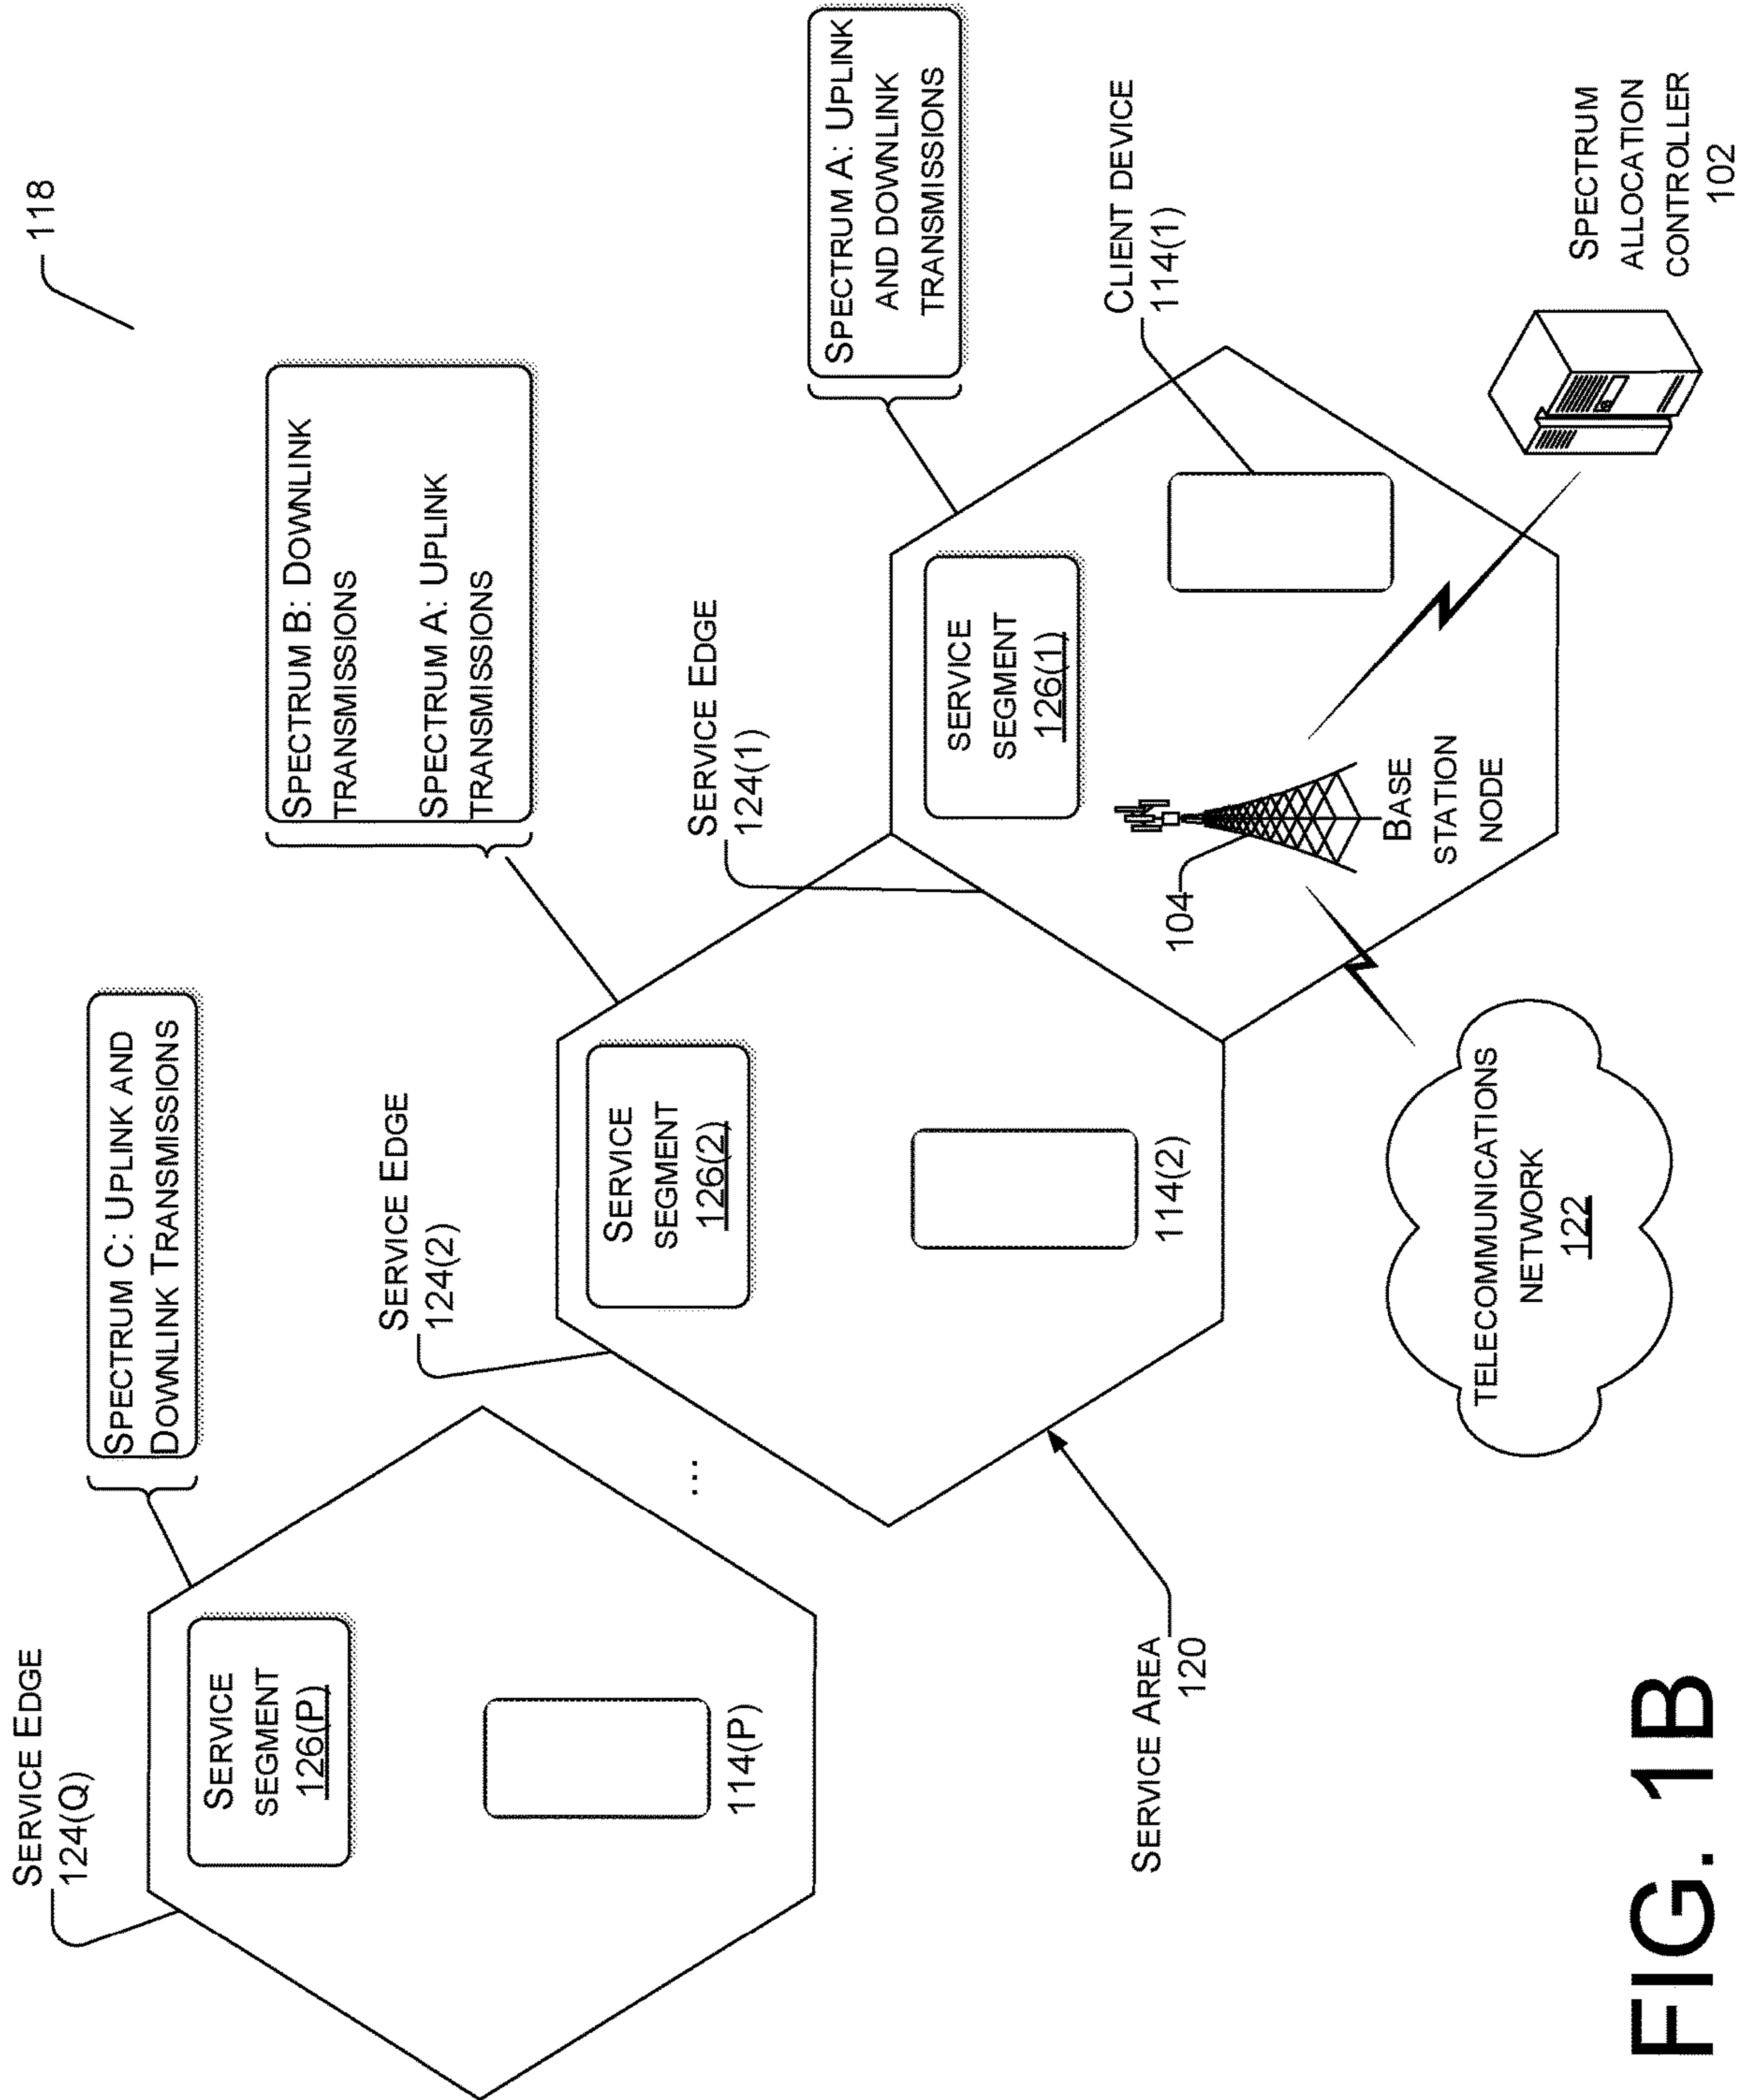 118
SERVICE EDGE
124(Q)
SPECTRUM C: UPLINK AND
DOWNLINK TRANSMISSIONS
SERVICE
SEGMENT
126(P)
114(P)
...
SERVICE EDGE
124(2)
SPECTRUM B: DOWNLINK
TRANSMISSIONS
SPECTRUM A: UPLINK
TRANSMISSIONS
SERVICE
SEGMENT
126(2)
114(2)
SERVICE EDGE
124(1)
SPECTRUM A: UPLINK
AND DOWNLINK
TRANSMISSIONS
SERVICE
SEGMENT
126(1)
CLIENT DEVICE
114(1)
104
BASE
STATION
NODE
SERVICE AREA
120
TELECOMMUNICATIONS
NETWORK
122
SPECTRUM
ALLOCATION
CONTROLLER
102
FIG. 1B